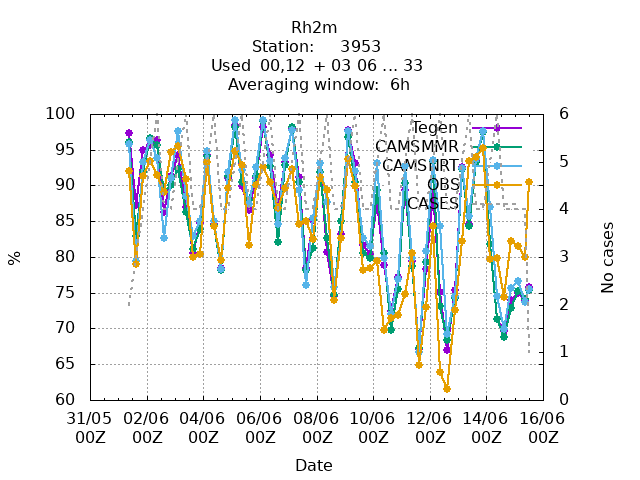 Rh2m
Station: 3953
Used 00,12 + 03 06 ... 33
Averaging window: 6h
100
95
90
85
80
75
70
65
60
%
6
5
4
3
2
1
0
No cases
Tegen
CAMSMMR
CAMSMRT
OBS
CASES
31/05 02/06 04/06 06/06 08/06 10/06 12/06 14/06 16/06
00Z 00Z 00Z 00Z 00Z 00Z 00Z 00Z 00Z
Date